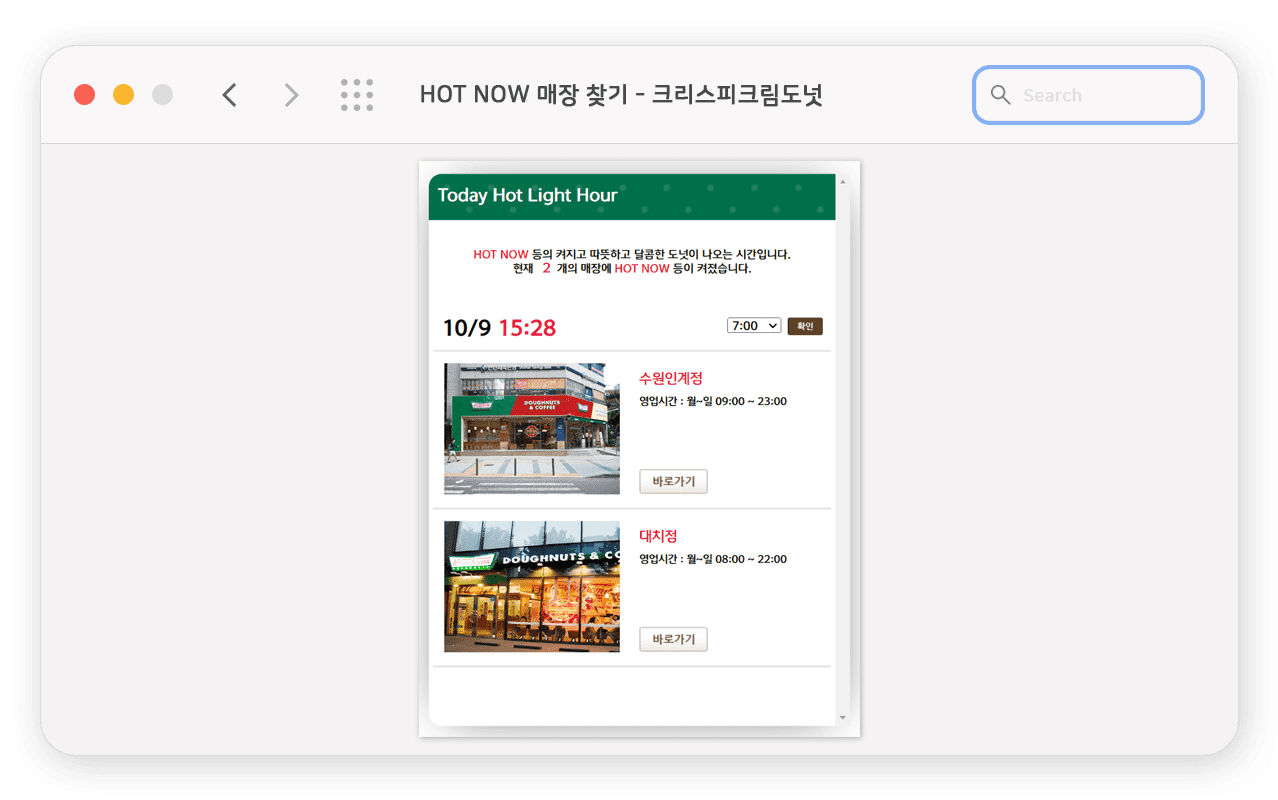 HOT NOW 매장 찾기 - 크리스피크림도넛
Search
Today Hot Light Hour
HOT NOW 등의 켜지고 따뜻하고 달콤한 도넛이 나오는 시간입니다.
현재 2 개의 매장에 HOT NOW 등이 켜졌습니다.
10/9 15:28
7:00
확인
DOUGHNUTS
& COFFEE
수원인계점
영업시간 : 월~일 09:00 ~ 23:00
바로가기
DOUGHNUTS & CO
대치점
영업시간 : 월~일 08:00 ~ 22:00
바로가기